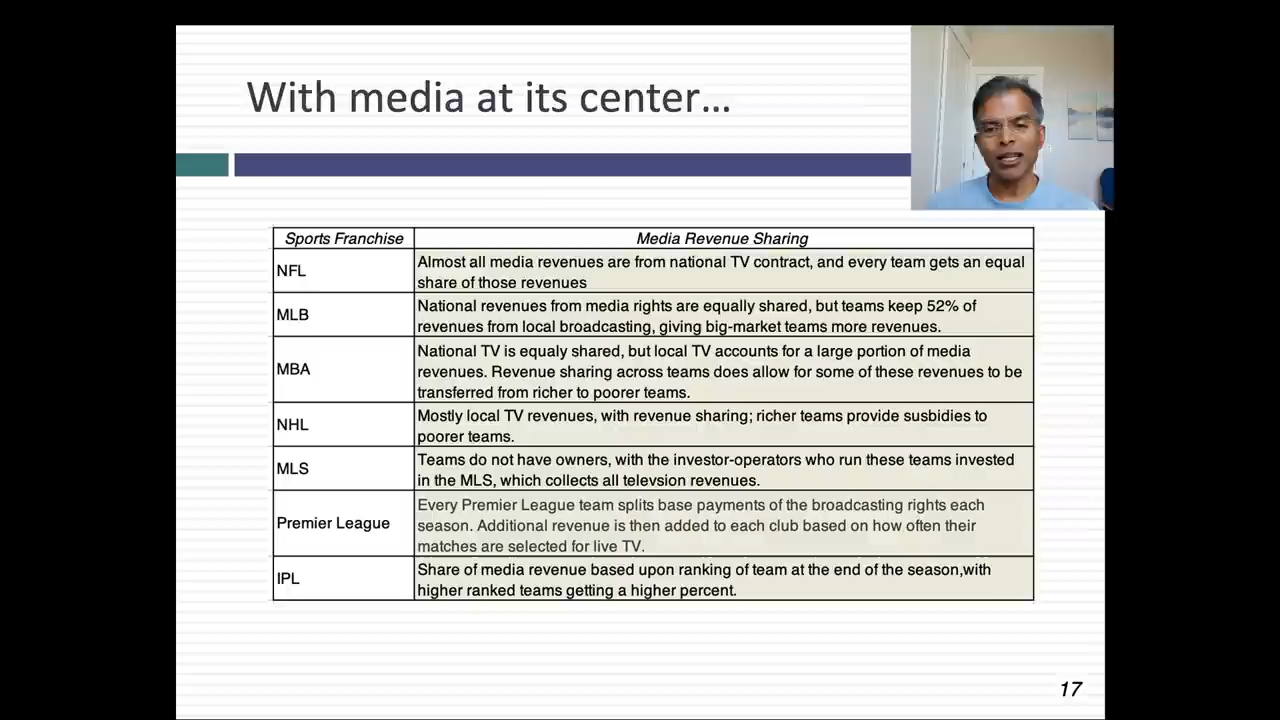 With media at its center…
Sports Franchise
Media Revenue Sharing
NFL
Almost all media revenues are from national TV contract, and every team gets an equal
share of those revenues
MLB
National revenues from media rights are equally shared, but teams keep 52% of
revenues from local broadcasting, giving big-market teams more revenues.
MBA
National TV is equaly shared, but local TV accounts for a large portion of media
revenues. Revenue sharing across teams does allow for some of these revenues to be
transferred from richer to poorer teams.
NHL
Mostly local TV revenues, with revenue sharing; richer teams provide susbidies to
poorer teams.
MLS
Teams do not have owners, with the investor-operators who run these teams invested
in the MLS, which collects all televsion revenues.
Premier League
Every Premier League team splits base payments of the broadcasting rights each
season. Additional revenue is then added to each club based on how often their
matches are selected for live TV.
IPL
Share of media revenue based upon ranking of team at the end of the season,with
higher ranked teams getting a higher percent.
17